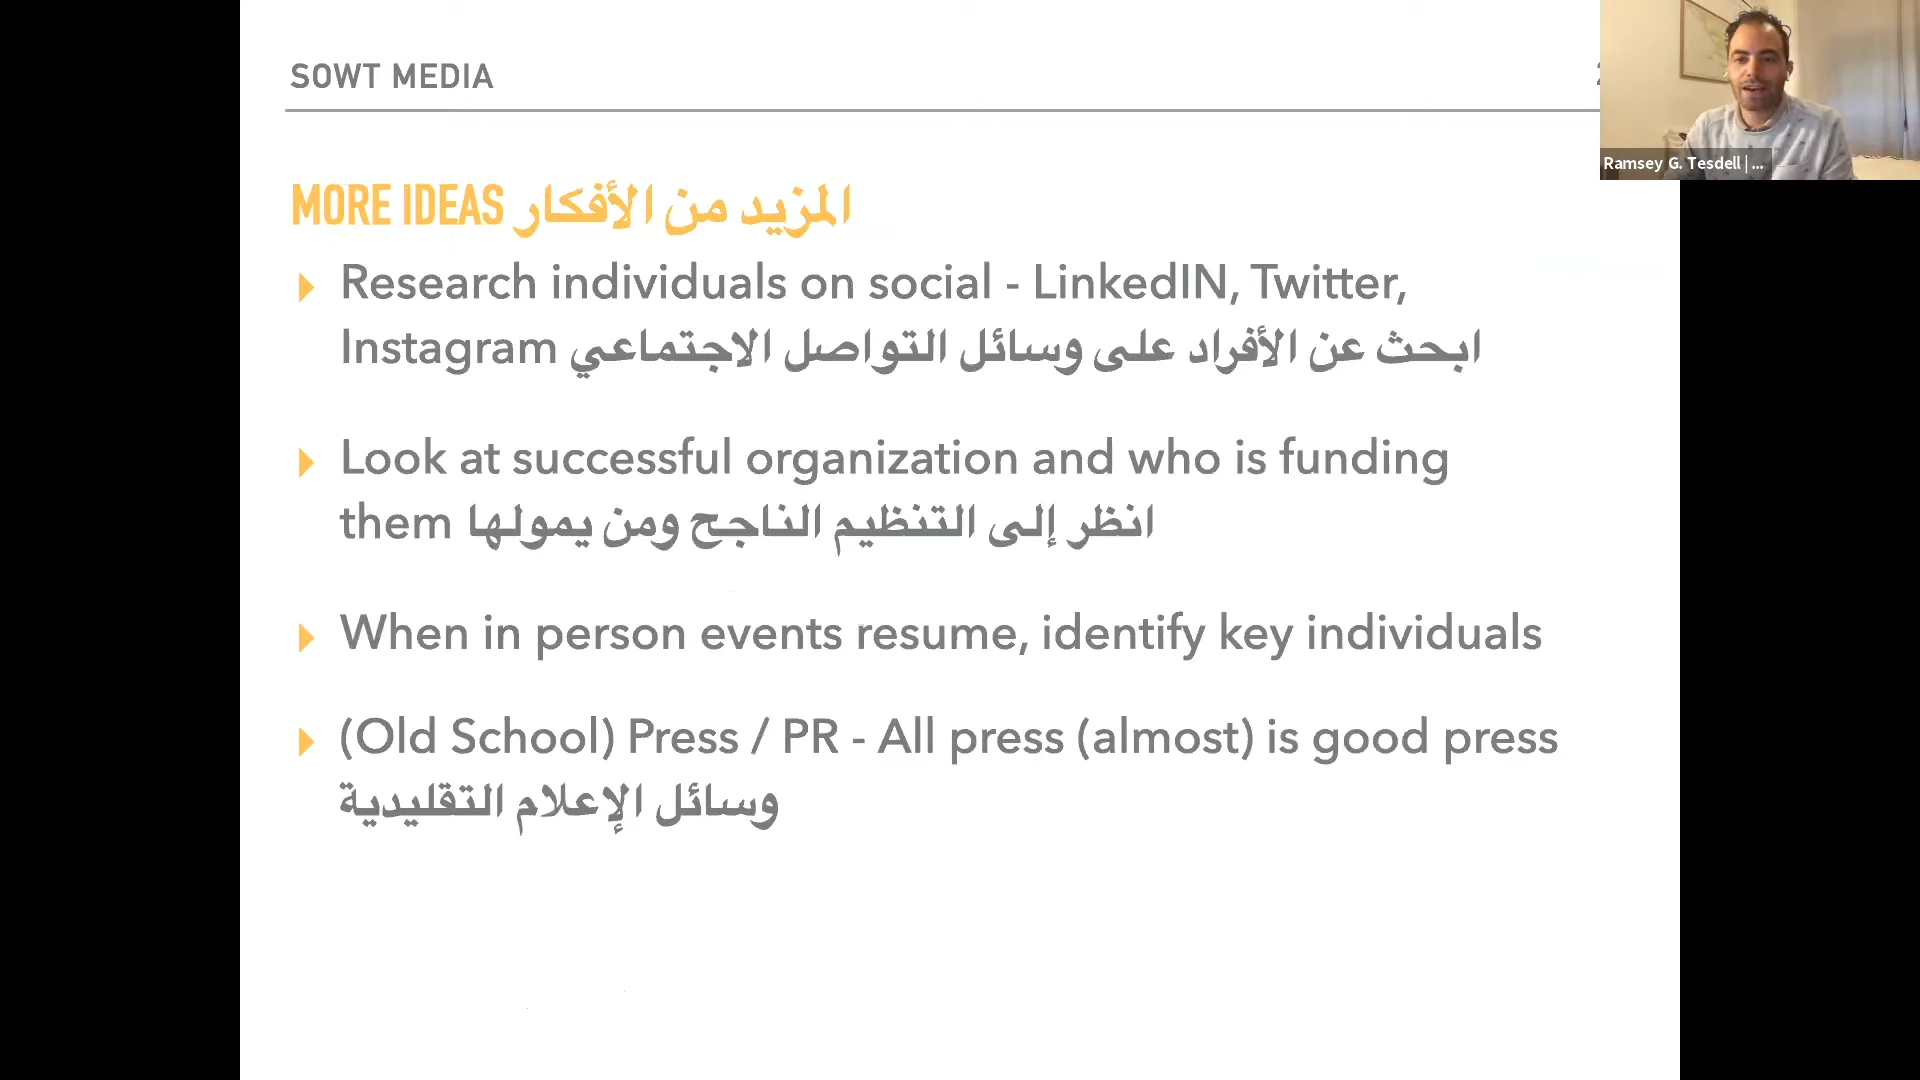 SOWT MEDIA
Ramsey G. Tesdell | ...
MORE IDEAS المزيد من الأفكار
Research individuals on social - LinkedIN, Twitter,
Instagram ابحث عن الأفراد على وسائل التواصل الاجتماعي
Look at successful organization and who is funding
them انظر إلى التنظيم الناجح ومن يمولها
When in person events resume, identify key individuals
(Old School) Press / PR - All press (almost) is good press
وسائل الإعلام التقليدية